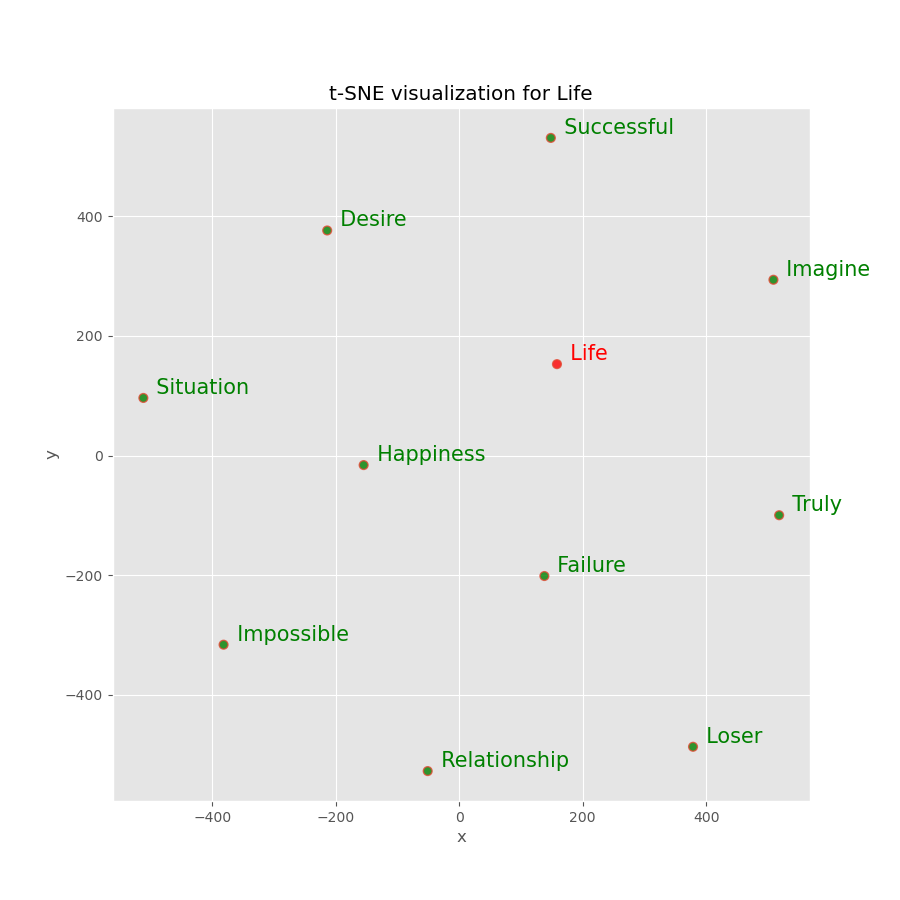 t-SNE visualization for Life
Successful
Desire
Imagine
Life
Situation
Happiness
Truly
Failure
Impossible
Loser
Relationship
400
200
0
−200
−400
y
−400
−200
0
200
400
x